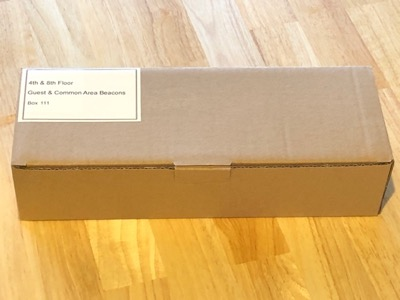 4th & 8th Floor
Guest & Common Area Beacons
Box 111